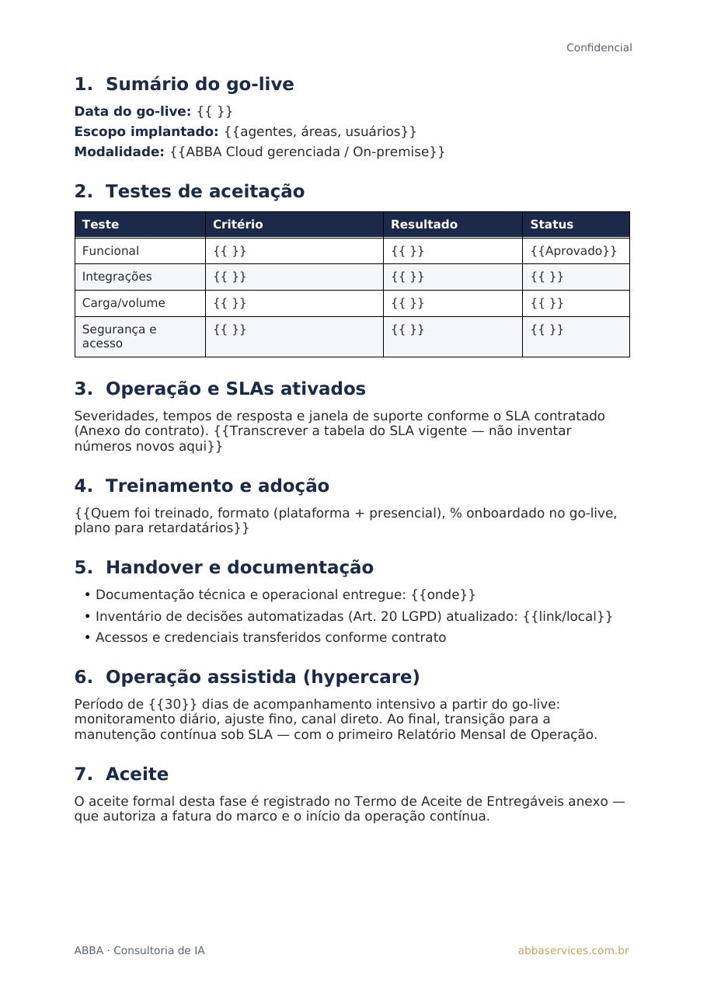 Confidencial
1. Sumário do go-live
Data do go-live: {{ }}
Escopo implantado: {{agentes, áreas, usuários}}
Modalidade: {{ABBA Cloud gerenciada / On-premise}}
2. Testes de aceitação
Teste Critério Resultado Status
Funcional {{ }} {{ }} {{Aprovado}}
Integrações {{ }} {{ }} {{ }}
Carga/volume {{ }} {{ }} {{ }}
Segurança e {{ }} {{ }} {{ }}
acesso
3. Operação e SLAs ativados
Severidades, tempos de resposta e janela de suporte conforme o SLA contratado
(Anexo do contrato). {{Transcrever a tabela do SLA vigente — não inventar
números novos aqui}}
4. Treinamento e adoção
{{Quem foi treinado, formato (plataforma + presencial), % onboardado no go-live,
plano para retardatários}}
5. Handover e documentação
• Documentação técnica e operacional entregue: {{onde}}
• Inventário de decisões automatizadas (Art. 20 LGPD) atualizado: {{link/local}}
• Acessos e credenciais transferidos conforme contrato
6. Operação assistida (hypercare)
Período de {{30}} dias de acompanhamento intensivo a partir do go-live:
monitoramento diário, ajuste fino, canal direto. Ao final, transição para a
manutenção contínua sob SLA — com o primeiro Relatório Mensal de Operação.
7. Aceite
O aceite formal desta fase é registrado no Termo de Aceite de Entregáveis anexo —
que autoriza a fatura do marco e o início da operação contínua.
ABBA · Consultoria de IA abbaservices.com.br